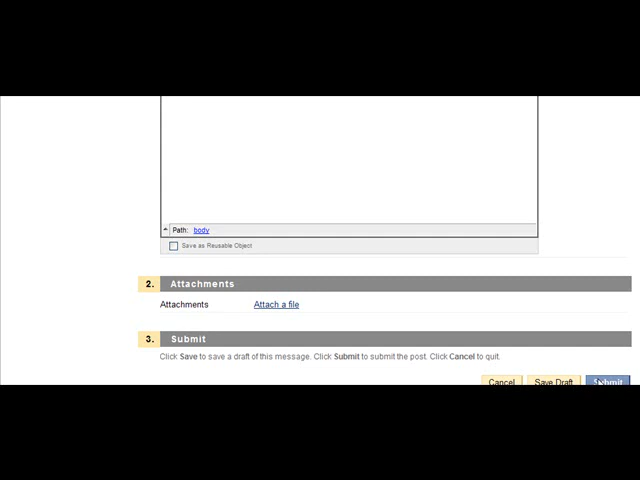 Path: body
Save as Reusable Object
2. Attachments
Attachments Attach a file
3. Submit
Click Save to save a draft of this message. Click Submit to submit the post. Click Cancel to quit.
Cancel Save Draft Submit